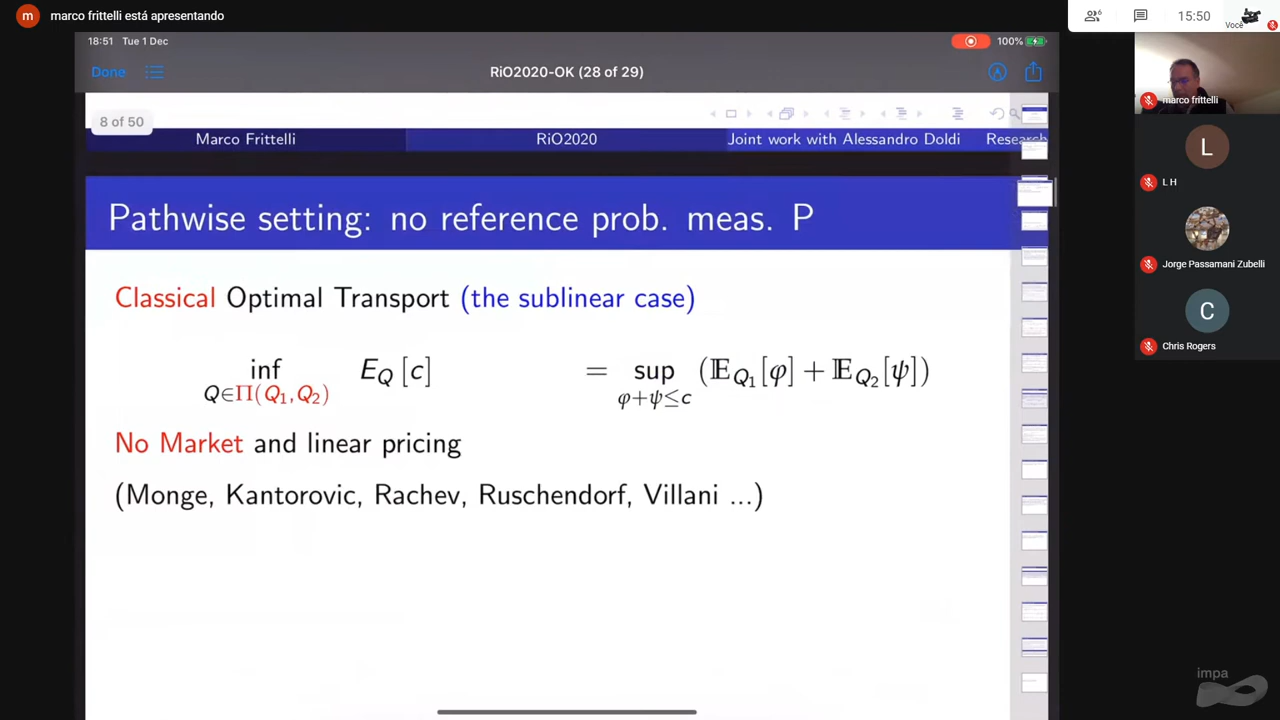 m marco frittelli está apresentando
6
15:50
Você
18:51 Tue 1 Dec
100%
Done
RiO2020-OK (28 of 29)
8 of 50
Marco Frittelli RiO2020 Joint work with Alessandro Doldi Research
Pathwise setting: no reference prob. meas. P
Classical Optimal Transport (the sublinear case)
inf E_Q [c] = sup (𝔼_{Q_1}[φ] + 𝔼_{Q_2}[ψ])
Q∈Π(Q_1,Q_2) φ+ψ≤c
No Market and linear pricing
(Monge, Kantorovic, Rachev, Ruschendorf, Villani ...)
marco frittelli
L
L H
Jorge Passamani Zubelli
C
Chris Rogers
impa